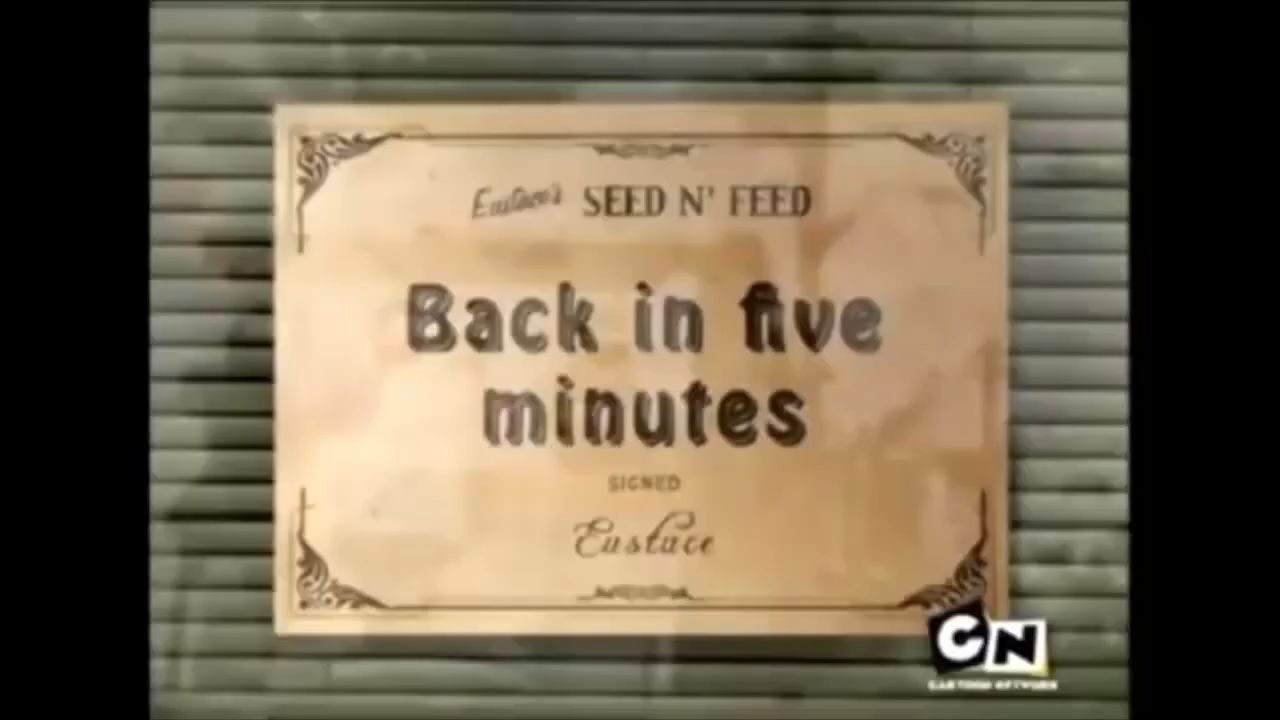 Eustace's SEED N' FEED
Back in five
minutes
SIGNED
Eustace
CN
CARTOON NETWORK